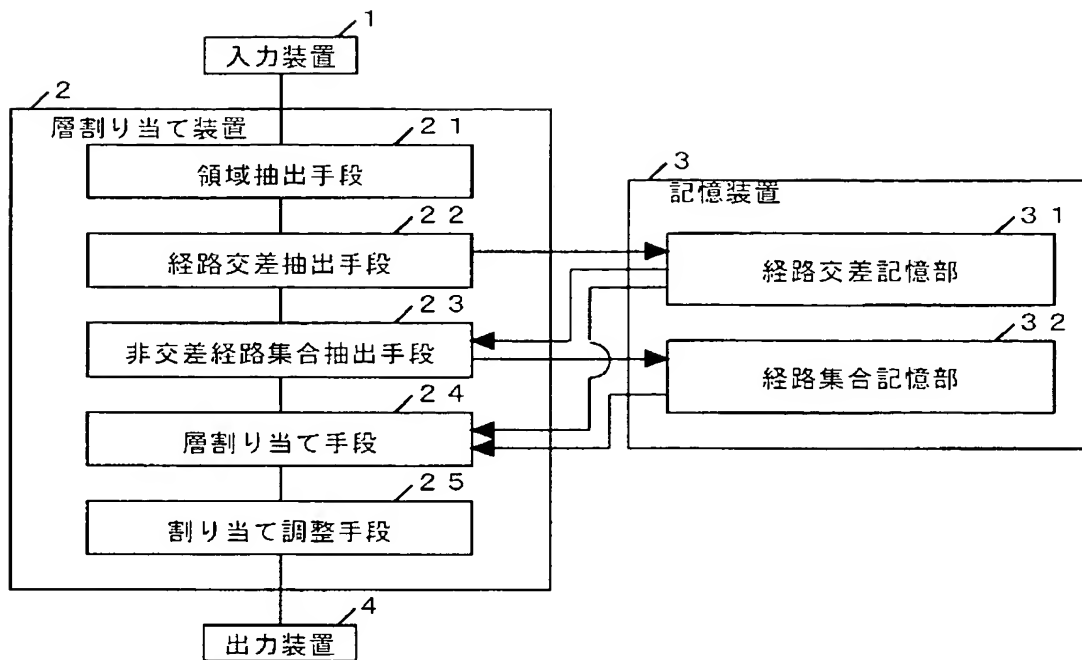 １
入力装置
２
層割り当て装置
２１
領域抽出手段
２２
経路交差抽出手段
２３
非交差経路集合抽出手段
２４
層割り当て手段
２５
割り当て調整手段
３
記憶装置
３１
経路交差記憶部
３２
経路集合記憶部
４
出力装置